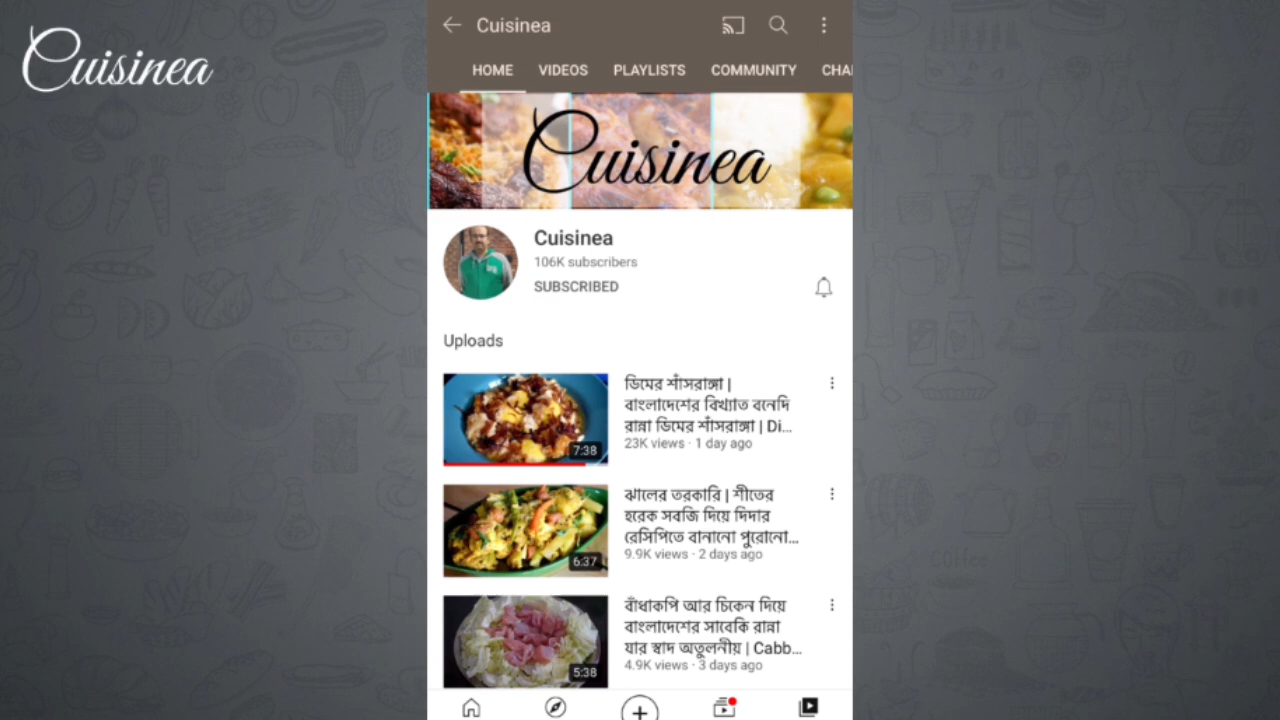 Cuisinea
Cuisinea
HOME VIDEOS PLAYLISTS COMMUNITY CHA
Cuisinea
Cuisinea
106K subscribers
SUBSCRIBED
Uploads
7:38
ডিমের শাঁসরাঙ্গা |
বাংলাদেশের বিখ্যাত বনেদি
রান্না ডিমের শাঁসরাঙ্গা | Di...
23K views · 1 day ago
6:37
ঝালের তরকারি | শীতের
হরেক সবজি দিয়ে দিদার
রেসিপিতে বানানো পুরোনো...
9.9K views · 2 days ago
5:38
বাঁধাকপি আর চিকেন দিয়ে
বাংলাদেশের সাবেকি রান্না
যার স্বাদ অতুলনীয় | Cabb...
4.9K views · 3 days ago